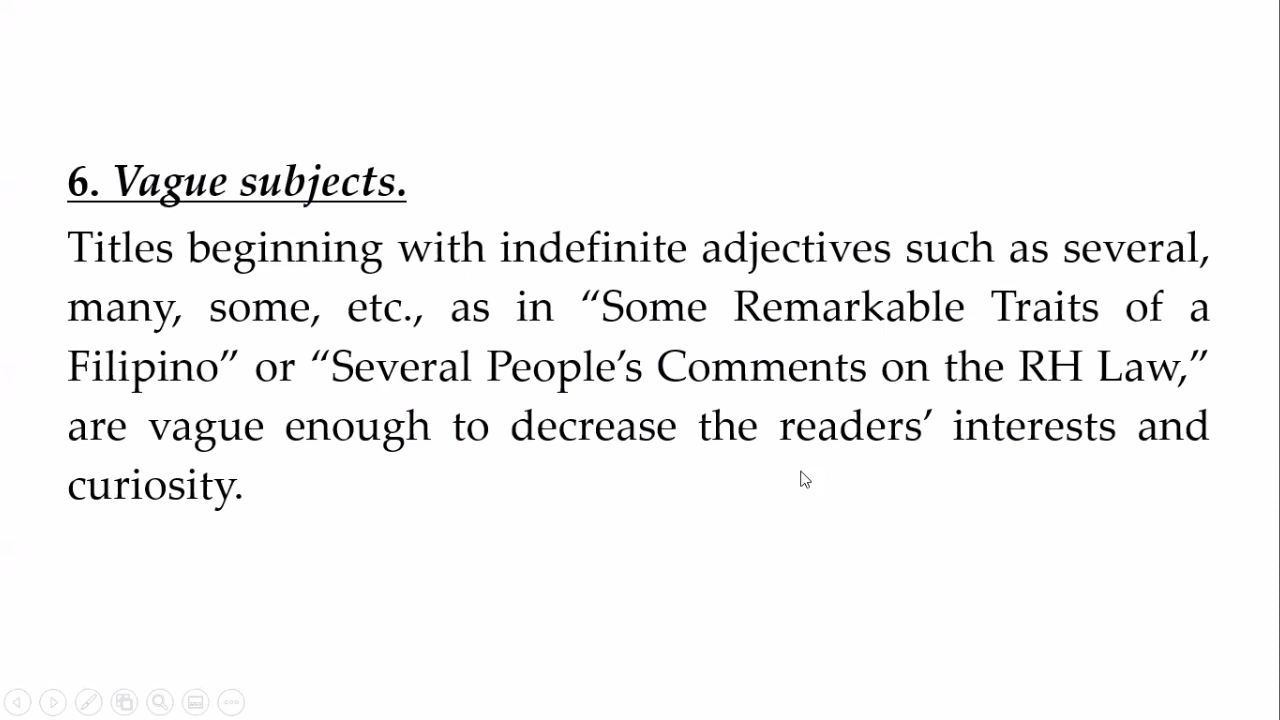 6. Vague subjects.
Titles beginning with indefinite adjectives such as several,
many, some, etc., as in “Some Remarkable Traits of a
Filipino” or “Several People’s Comments on the RH Law,”
are vague enough to decrease the readers’ interests and
curiosity.